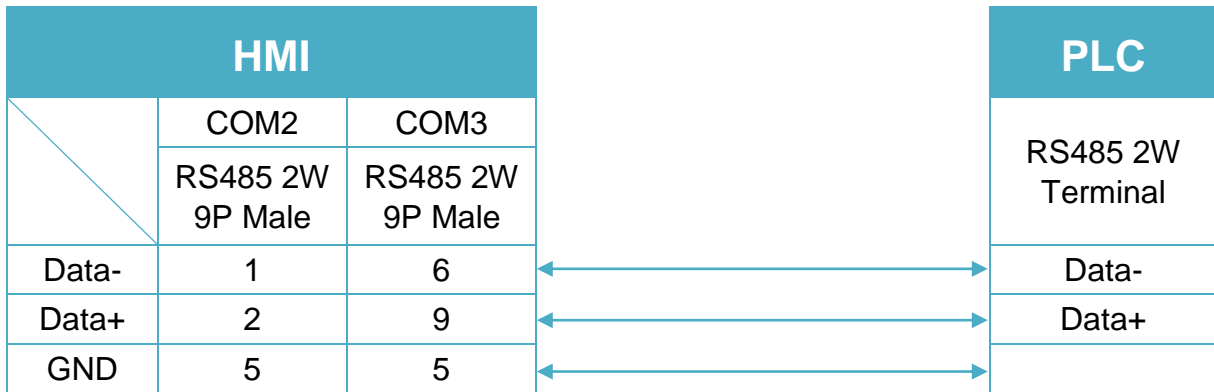 HMI PLC
COM2 COM3
RS485 2W
9P Male
RS485 2W
9P Male
RS485 2W
Terminal
Data- 1 6 Data-
Data+ 2 9 Data+
GND 5 5